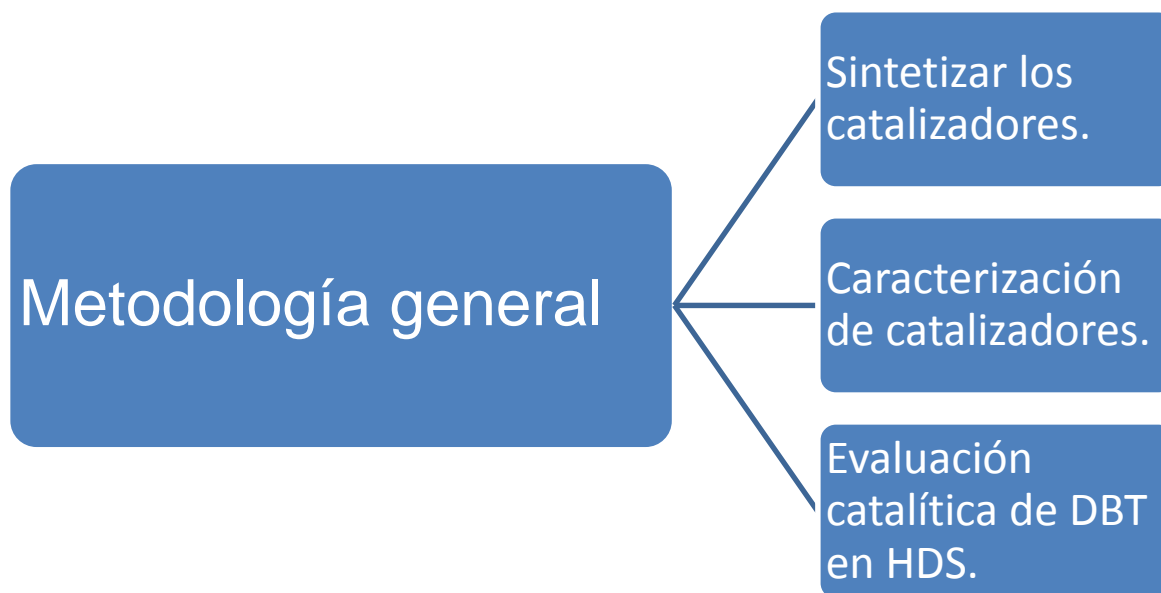 Metodología general
Sintetizar los
catalizadores.
Caracterización
de catalizadores.
Evaluación
catalítica de DBT
en HDS.